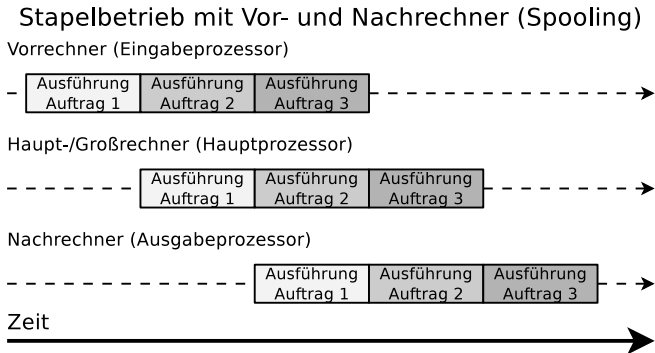 Stapelbetrieb mit Vor- und Nachrechner (Spooling)
Vorrechner (Eingabeprozessor)
Ausführung Ausführung Ausführung
Auftrag 1 Auftrag 2 Auftrag 3
Haupt-/Großrechner (Hauptprozessor)
Ausführung Ausführung Ausführung
Auftrag 1 Auftrag 2 Auftrag 3
Nachrechner (Ausgabeprozessor)
Ausführung Ausführung Ausführung
Auftrag 1 Auftrag 2 Auftrag 3
Zeit